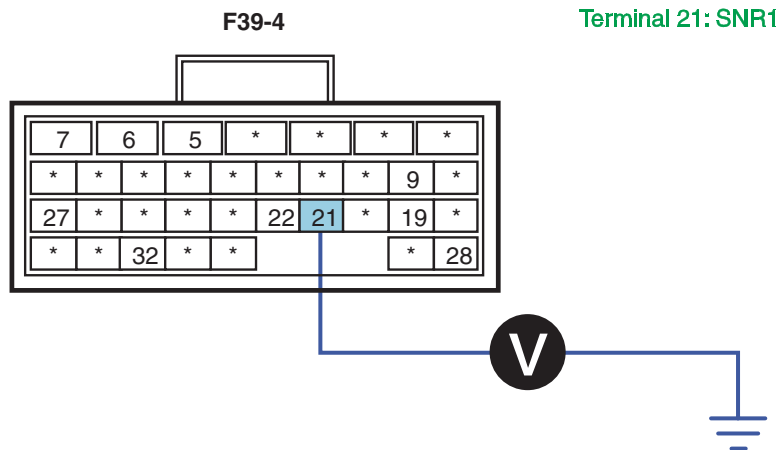 F39-4
Terminal 21: SNR1
7 6 5 * * * *
* * * * * * * * 9 *
27 * * * * 22 21 * 19 *
* * 32 * * * 28
V